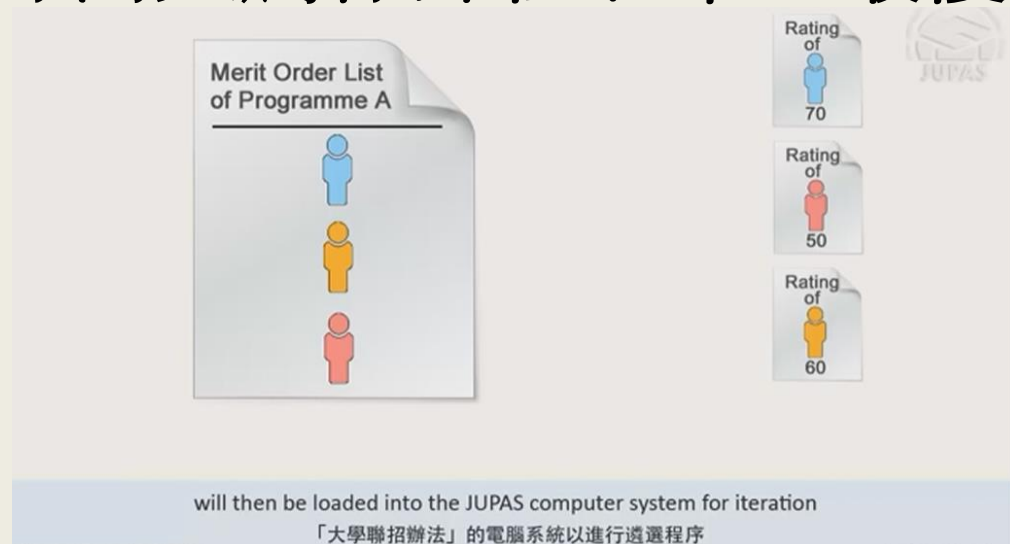 Merit Order List
of Programme A
Rating
of
70
Rating
of
50
Rating
of
60
JUPAS
will then be loaded into the JUPAS computer system for iteration
「大學聯招辦法」的電腦系統以進行遴選程序